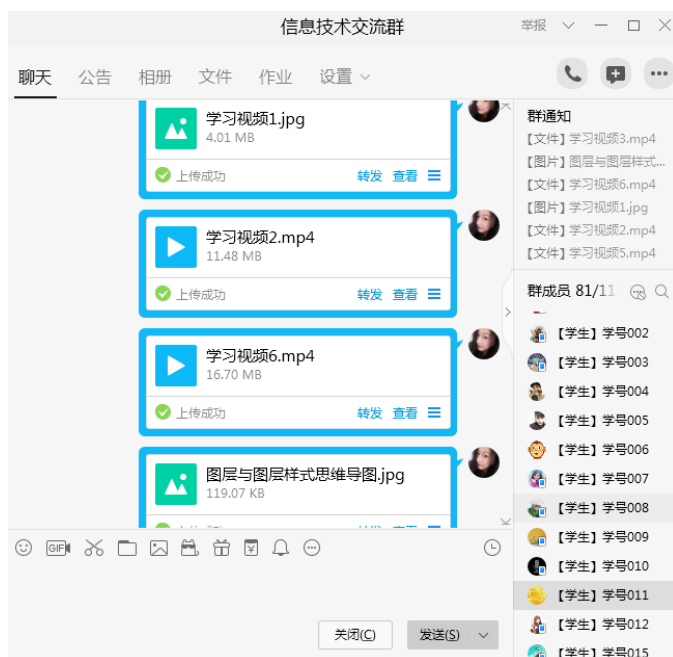 信息技术交流群
举报
聊天 公告 相册 文件 作业 设置
学习视频1.jpg
4.01 MB
上传成功 转发 查看
学习视频2.mp4
11.48 MB
上传成功 转发 查看
学习视频6.mp4
16.70 MB
上传成功 转发 查看
图层与图层样式思维导图.jpg
119.07 KB
GIF
关闭(C) 发送(S)
群通知
【文件】学习视频3.mp4
【图片】图层与图层样式...
【文件】学习视频6.mp4
【图片】学习视频1.jpg
【文件】学习视频2.mp4
【文件】学习视频5.mp4
群成员 81/11
【学生】学号002
【学生】学号003
【学生】学号004
【学生】学号005
【学生】学号006
【学生】学号007
【学生】学号008
【学生】学号009
【学生】学号010
【学生】学号011
【学生】学号012
【学生】学号015